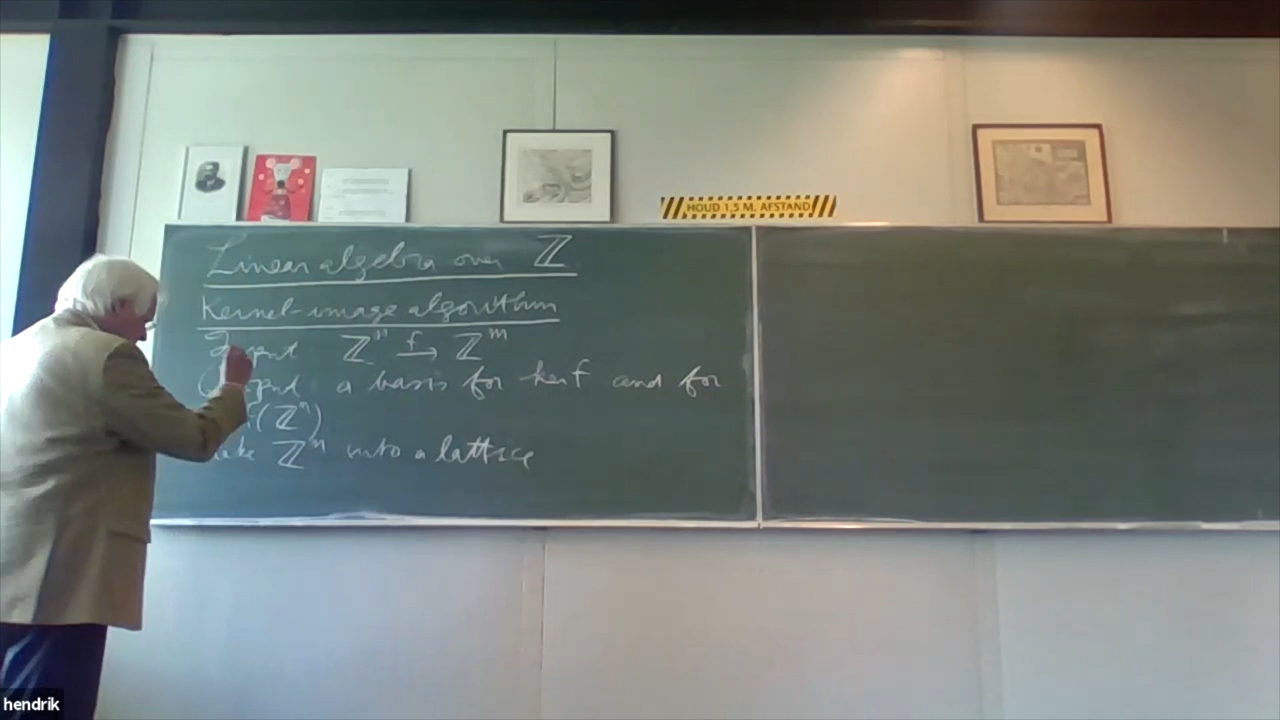 HOUD 1,5 M. AFSTAND
Linear algebra over ℤ
Kernel-image algorithm
Input ℤⁿ →f ℤᵐ
a basis for ker f and for
f(ℤⁿ)
ℤⁿ into a lattice
hendrik